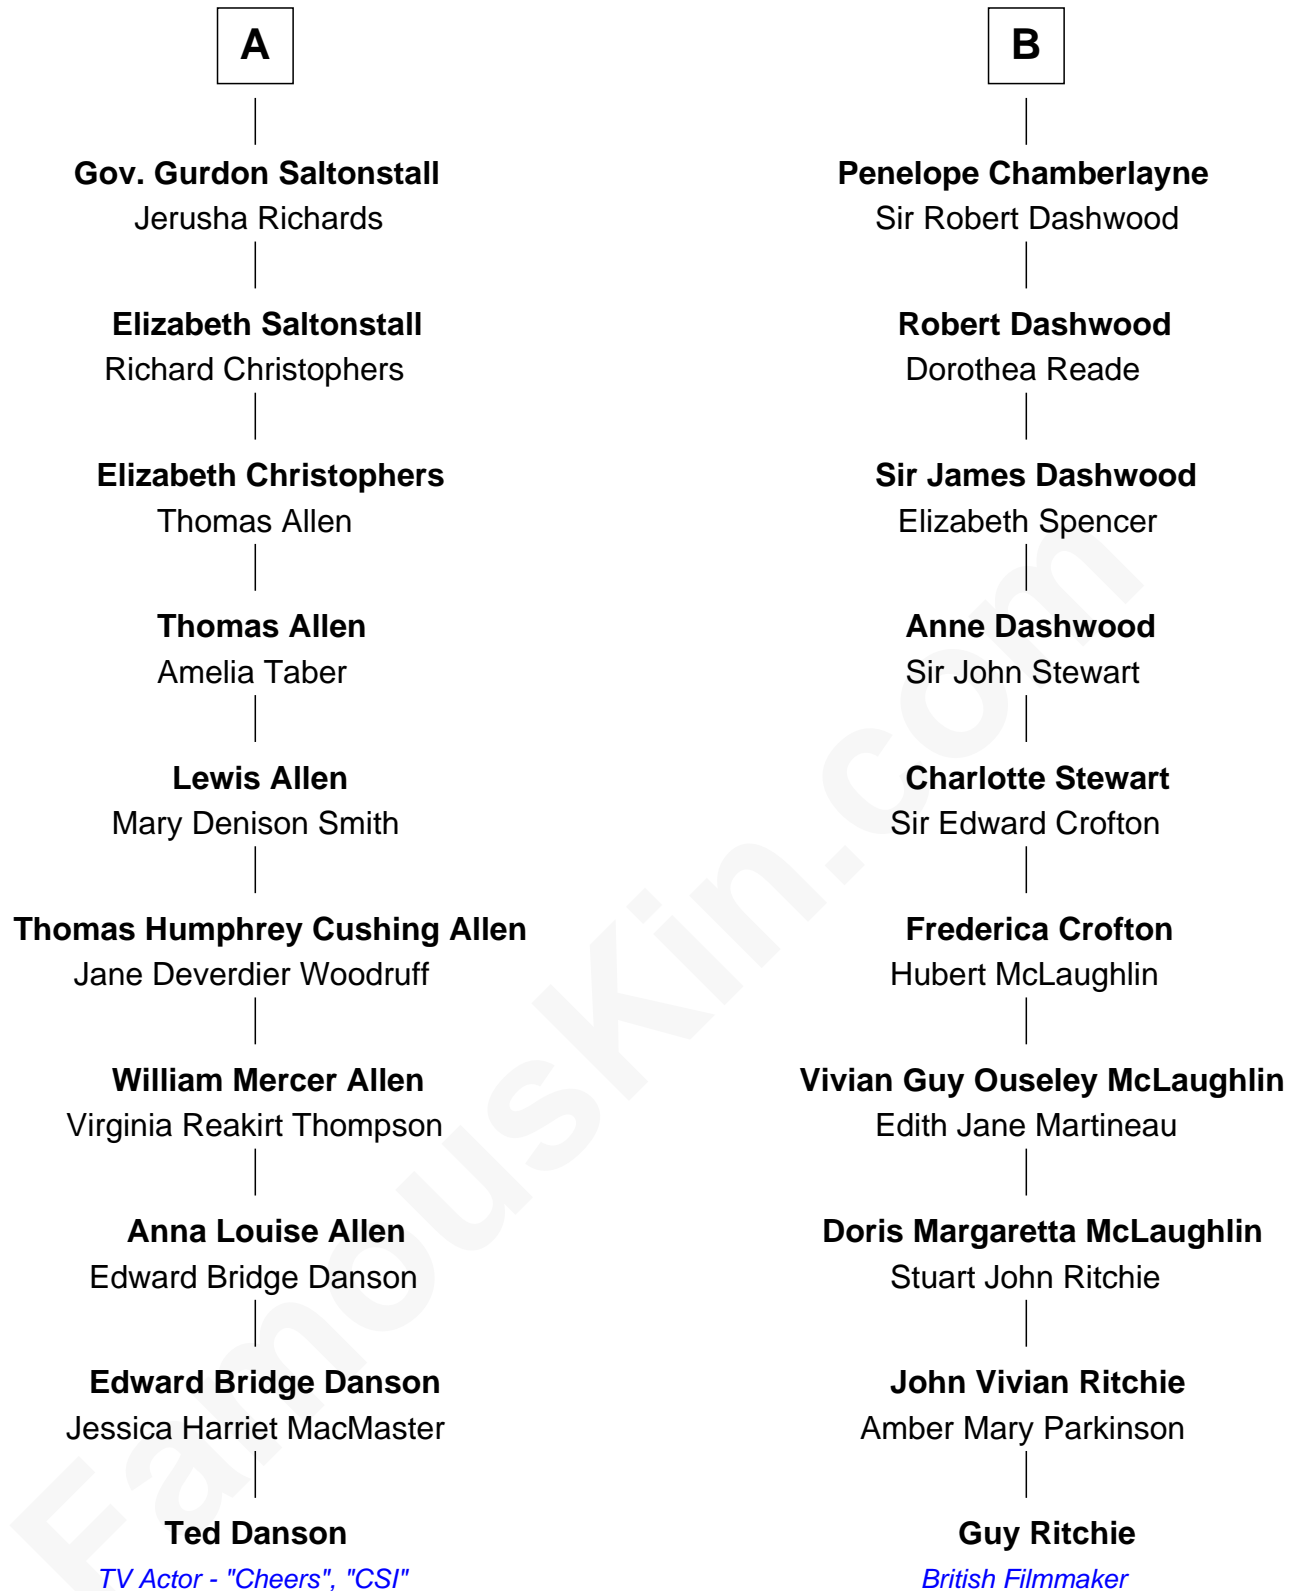 A
Gov. Gurdon Saltonstall
Jerusha Richards
Elizabeth Saltonstall
Richard Christophers
Elizabeth Christophers
Thomas Allen
Thomas Allen
Amelia Taber
Lewis Allen
Mary Denison Smith
Thomas Humphrey Cushing Allen
Jane Deverdier Woodruff
William Mercer Allen
Virginia Reakirt Thompson
Anna Louise Allen
Edward Bridge Danson
Edward Bridge Danson
Jessica Harriet MacMaster
Ted Danson
TV Actor - "Cheers", "CSI"
B
Penelope Chamberlayne
Sir Robert Dashwood
Robert Dashwood
Dorothea Reade
Sir James Dashwood
Elizabeth Spencer
Anne Dashwood
Sir John Stewart
Charlotte Stewart
Sir Edward Crofton
Frederica Crofton
Hubert McLaughlin
Vivian Guy Ouseley McLaughlin
Edith Jane Martineau
Doris Margaretta McLaughlin
Stuart John Ritchie
John Vivian Ritchie
Amber Mary Parkinson
Guy Ritchie
British Filmmaker
FamousKin.com